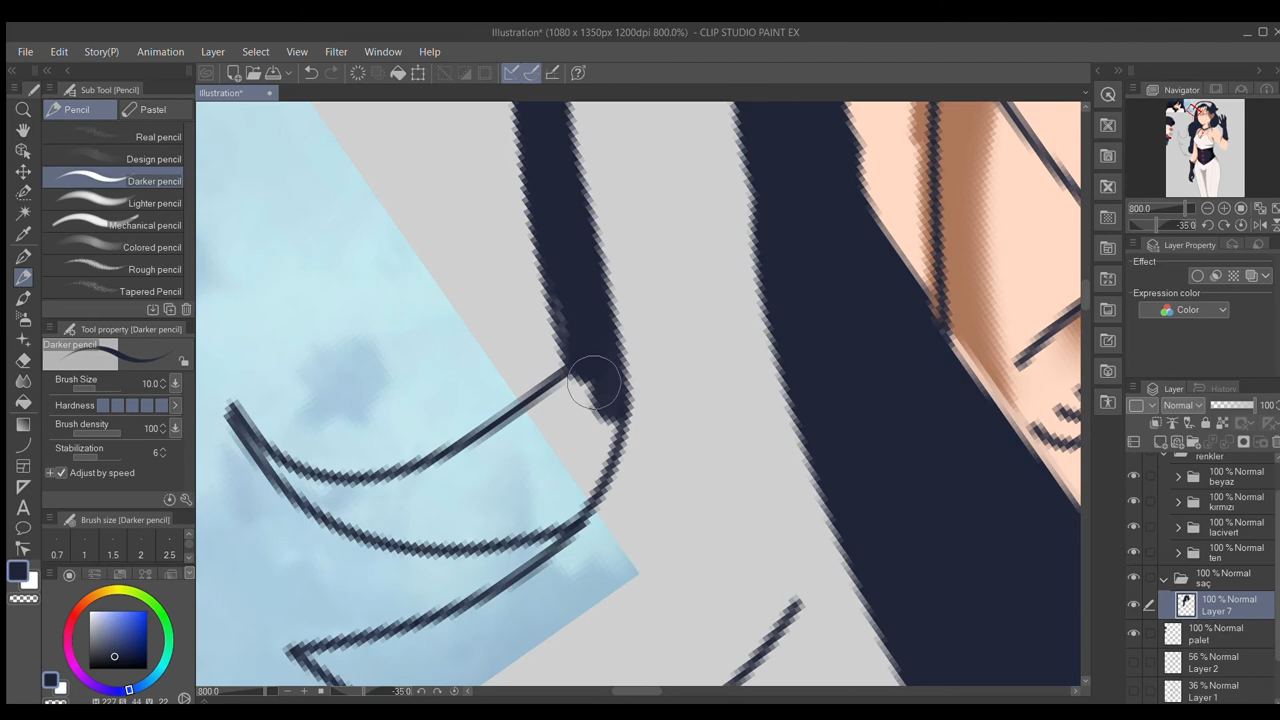 Illustration* (1080 x 1350px 1200dpi 800.0%) - CLIP STUDIO PAINT EX
File Edit Story(P) Animation Layer Select View Filter Window Help
Sub Tool [Pencil]
Pencil Pastel
Real pencil
Design pencil
Darker pencil
Lighter pencil
Mechanical pencil
Colored pencil
Rough pencil
Tapered Pencil
Tool property [Darker pencil]
Darker pencil
Brush Size 10.0
Hardness
Brush density 100
Stabilization 6
Adjust by speed
Brush size [Darker pencil]
0.7 1 1.5 2 2.5
H 227 S 44 V 22
Illustration*
800.0 -35.0
Navigator
800.0
-35.0
Layer Property
Effect
Expression color
Color
Layer History
Normal 100
renkler
100 % Normal
beyaz
100 % Normal
kırmızı
100 % Normal
lacivert
100 % Normal
ten
100 % Normal
saç
100 % Normal
Layer 7
100 % Normal
palet
56 % Normal
Layer 2
36 % Normal
Layer 1